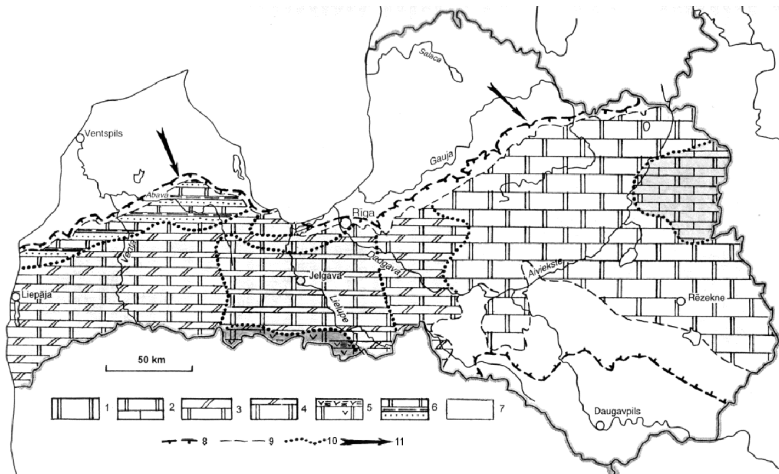 Salaca
Ventspils
Gauja
Abava
Rīga
Venta
Daugava
Aiviekste
Jelgava
Liepāja
Lielupe
Rēzekne
50 km
1 2 3 4 5 6 7
8 9 10 11
Daugavpils